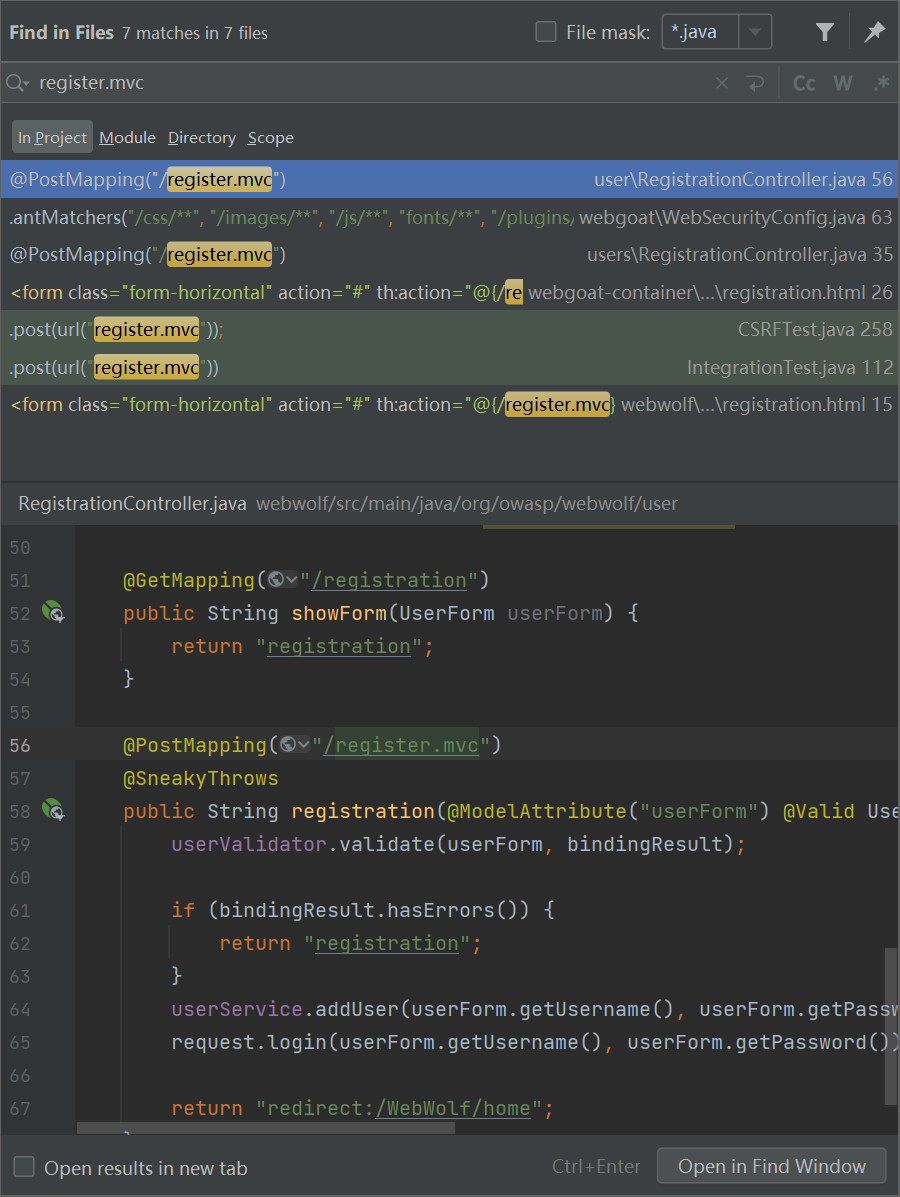 Find in Files 7 matches in 7 files File mask: *.java
register.mvc Cc W .*
In Project Module Directory Scope
@PostMapping("/register.mvc") user\RegistrationController.java 56
.antMatchers("/css/**", "/images/**", "/js/**", "fonts/**", "/plugins/ webgoat\WebSecurityConfig.java 63
@PostMapping("/register.mvc") users\RegistrationController.java 35
<form class="form-horizontal" action="#" th:action="@{/re webgoat-container\...\registration.html 26
.post(url("register.mvc")); CSRFTest.java 258
.post(url("register.mvc")) IntegrationTest.java 112
<form class="form-horizontal" action="#" th:action="@{/register.mvc} webwolf\...\registration.html 15
RegistrationController.java webwolf/src/main/java/org/owasp/webwolf/user
50
51 @GetMapping("/registration")
52 public String showForm(UserForm userForm) {
53 return "registration";
54 }
55
56 @PostMapping("/register.mvc")
57 @SneakyThrows
58 public String registration(@ModelAttribute("userForm") @Valid Use
59 userValidator.validate(userForm, bindingResult);
60
61 if (bindingResult.hasErrors()) {
62 return "registration";
63 }
64 userService.addUser(userForm.getUsername(), userForm.getPassw
65 request.login(userForm.getUsername(), userForm.getPassword())
66
67 return "redirect:/WebWolf/home";
Open results in new tab Ctrl+Enter Open in Find Window